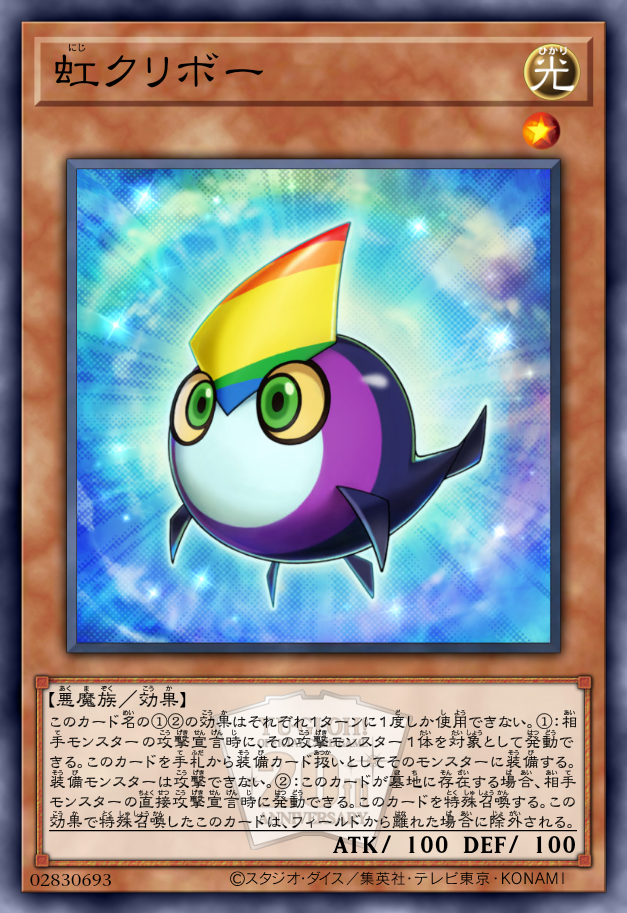 虹クリボー
光
【悪魔族／効果】
このカード名の①②の効果はそれぞれ１ターンに１度しか使用できない。①：相
手モンスターの攻撃宣言時に、その攻撃モンスター１体を対象として発動で
きる。このカードを手札から装備カード扱いとしてそのモンスターに装備する。
装備モンスターは攻撃できない。②：このカードが墓地に存在する場合、相手
モンスターの直接攻撃宣言時に発動できる。このカードを特殊召喚する。この
効果で特殊召喚したこのカードは、フィールドから離れた場合に除外される。
ATK/ 100 DEF/ 100
02830693
©スタジオ・ダイス／集英社・テレビ東京・KONAMI